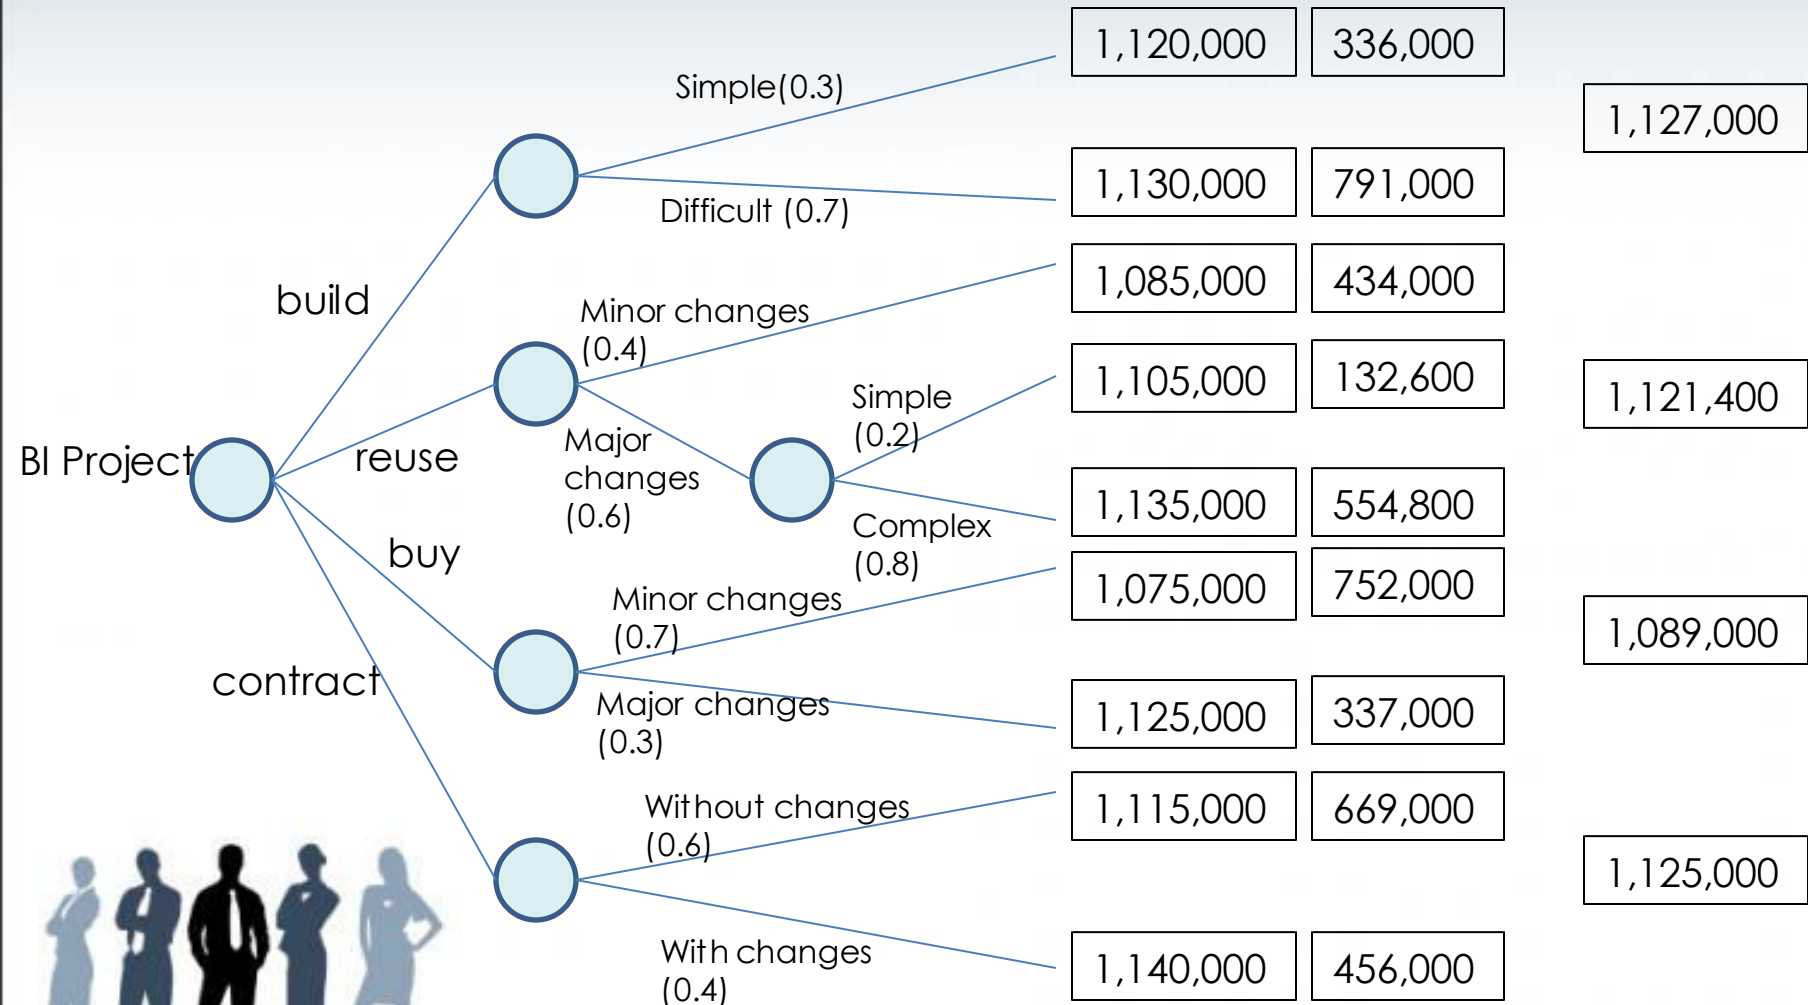 1,120,000 336,000
Simple(0.3)
1,127,000
1,130,000 791,000
Difficult (0.7)
1,085,000 434,000
build
Minor changes
(0.4)
1,105,000 132,600
Simple
(0.2)
1,121,400
BI Project
reuse
Major
changes
(0.6)
1,135,000 554,800
Complex
(0.8)
buy
1,075,000 752,000
Minor changes
(0.7)
1,089,000
contract
Major changes
(0.3)
1,125,000 337,000
Without changes
(0.6)
1,115,000 669,000
1,125,000
With changes
(0.4)
1,140,000 456,000